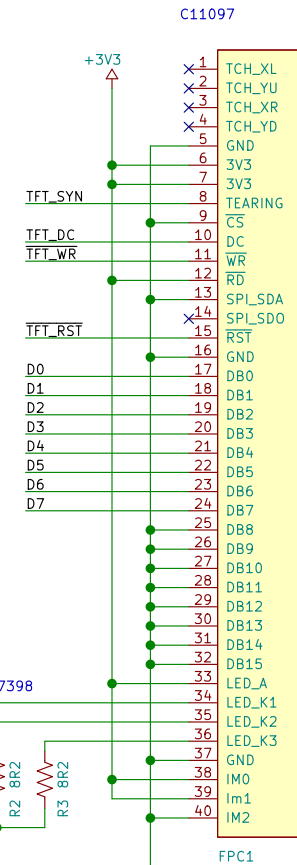 C11097
+3V3
1 TCH_XL
2 TCH_YU
3 TCH_XR
4 TCH_YD
5 GND
6 3V3
7 3V3
TFT_SYN 8 TEARING
9 CS
TFT_DC 10 DC
TFT_WR 11 WR
12 RD
13 SPI_SDA
14 SPI_SDO
TFT_RST 15 RST
16 GND
D0 17 DB0
D1 18 DB1
D2 19 DB2
D3 20 DB3
D4 21 DB4
D5 22 DB5
D6 23 DB6
D7 24 DB7
25 DB8
26 DB9
27 DB10
28 DB11
29 DB12
30 DB13
31 DB14
32 DB15
7398 33 LED_A
34 LED_K1
35 LED_K2
36 LED_K3
37 GND
38 IM0
39 Im1
40 IM2
R2 8R2
R3 8R2
FPC1